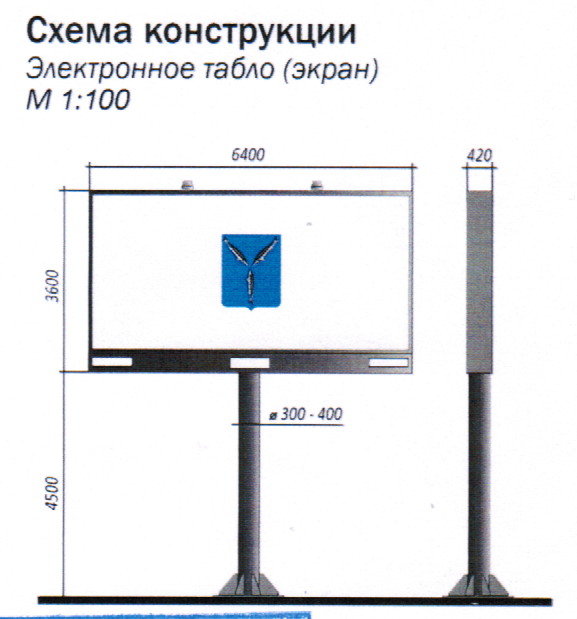 Схема конструкции
Электронное табло (экран)
М 1:100
6400
420
3600
ø 300 - 400
4500